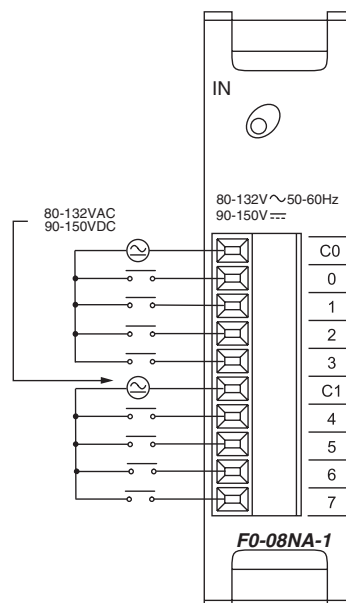 IN
80-132V～50-60Hz
90-150V⎓
80-132VAC
90-150VDC
C0
0
1
2
3
C1
4
5
6
7
F0-08NA-1